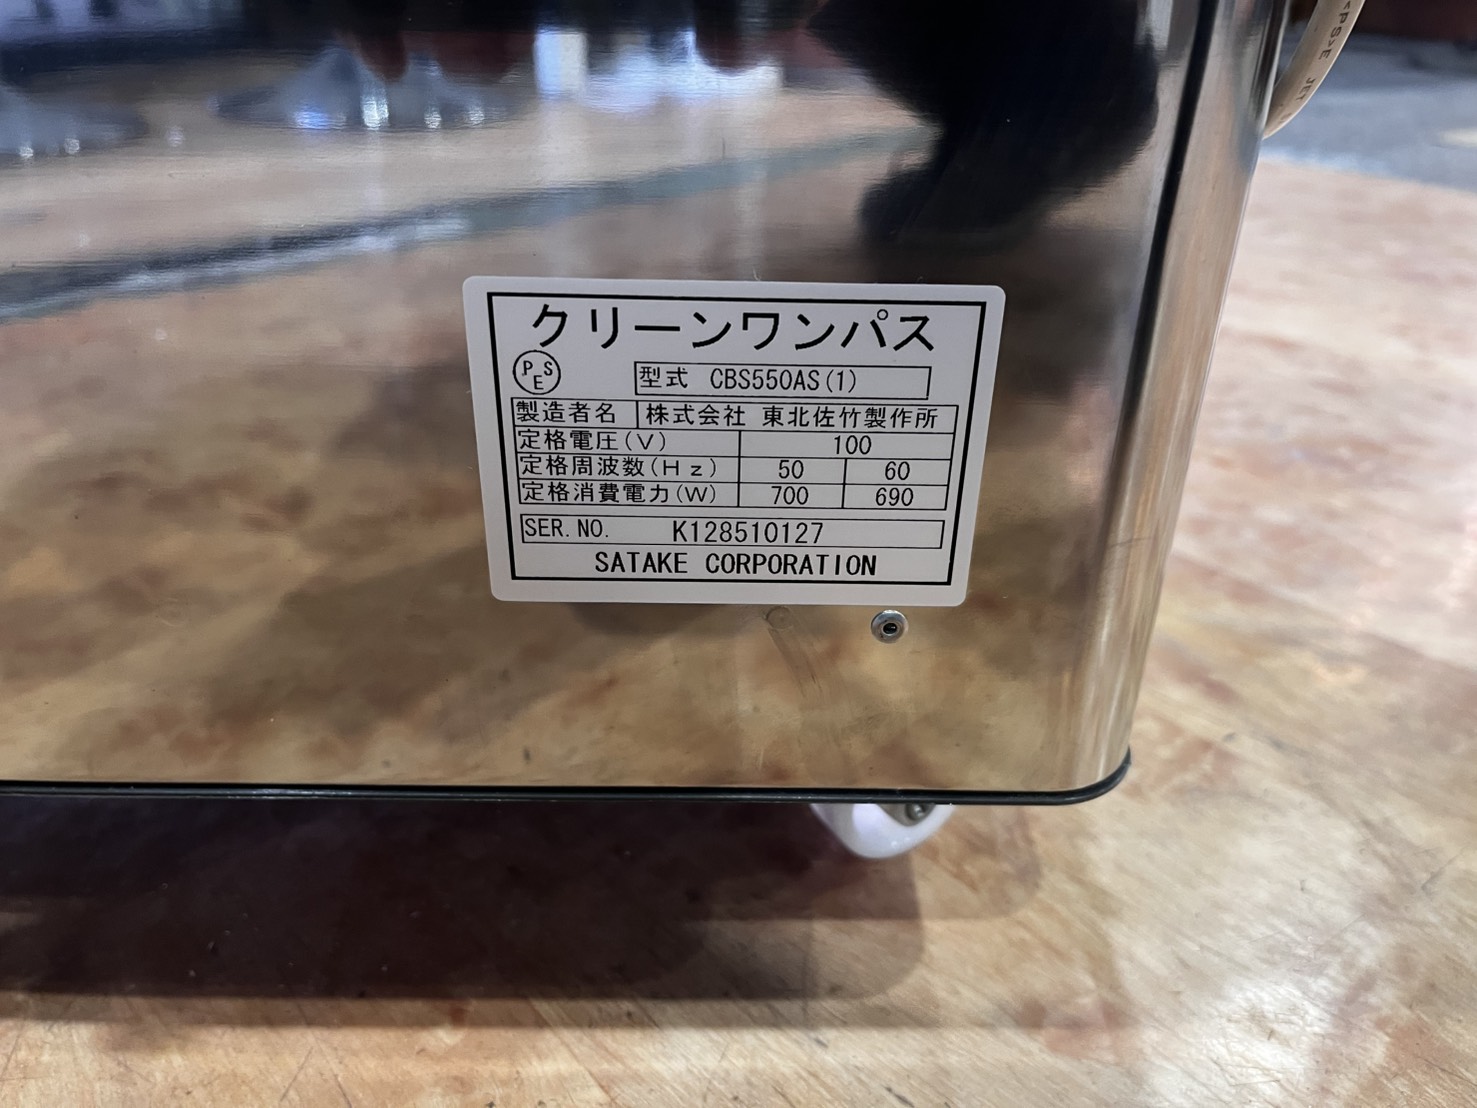 クリーンワンパス
PSE
型式 CBS550AS(1)
製造者名 株式会社 東北佐竹製作所
定格電圧(V) 100
定格周波数(Hz) 50 60
定格消費電力(W) 700 690
SER.NO. K128510127
SATAKE CORPORATION
<PS>E JET